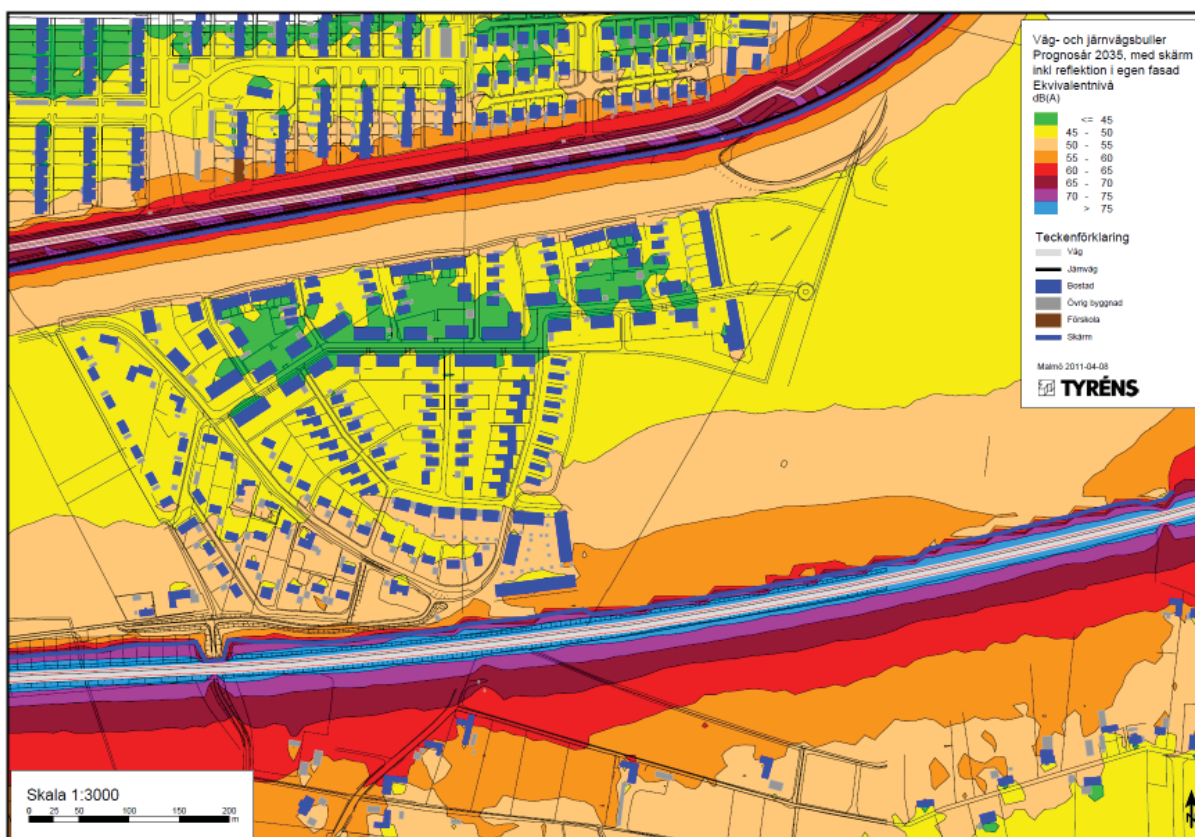 Väg- och järnvägsbuller
Prognosår 2035, med skärm
inkl reflektion i egen fasad
Ekvivalentnivå
dB(A)
<= 45
45 - 50
50 - 55
55 - 60
60 - 65
65 - 70
70 - 75
> 75
Teckenförklaring
Väg
Järnväg
Bostad
Övrig byggnad
Förskola
Skärm
Malmö 2011-04-08
TYRÉNS
Skala 1:3000
0 25 50 100 150 200
m
N